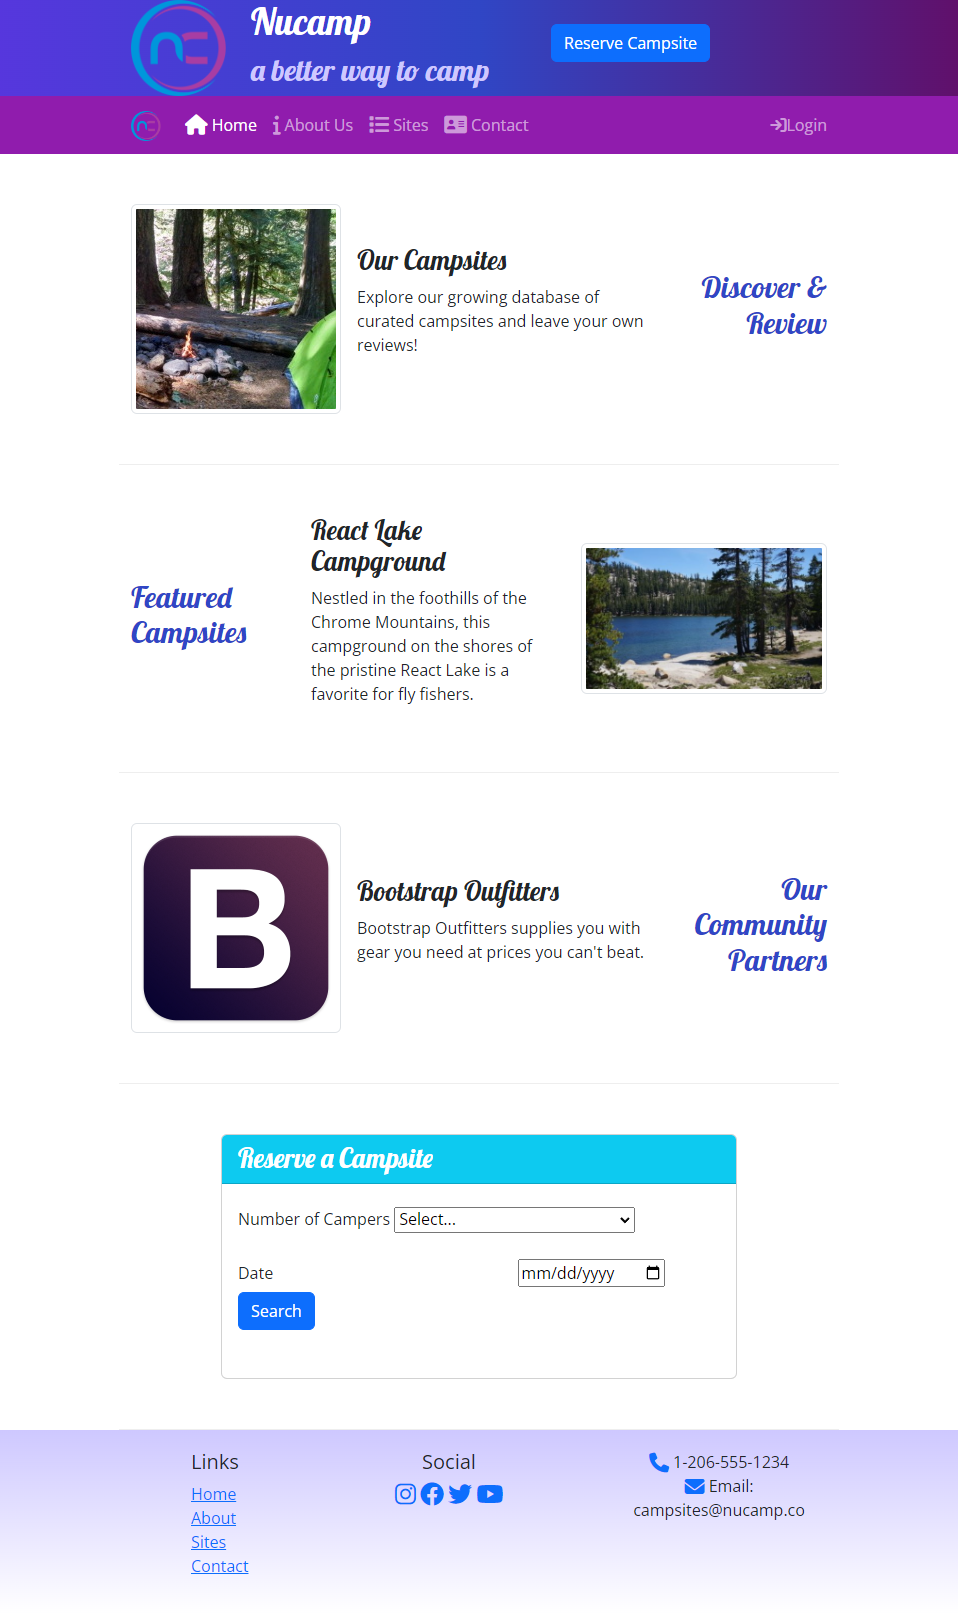 Nucamp
a better way to camp
Reserve Campsite
Home
About Us
Sites
Contact
Login
Our Campsites
Explore our growing database of
curated campsites and leave your own
reviews!
Discover &
Review
Featured
Campsites
React Lake
Campground
Nestled in the foothills of the
Chrome Mountains, this
campground on the shores of
the pristine React Lake is a
favorite for fly fishers.
B
Bootstrap Outfitters
Bootstrap Outfitters supplies you with
gear you need at prices you can't beat.
Our
Community
Partners
Reserve a Campsite
Number of Campers Select...
Date mm/dd/yyyy
Search
Links
Home
About
Sites
Contact
Social
1-206-555-1234
Email:
campsites@nucamp.co